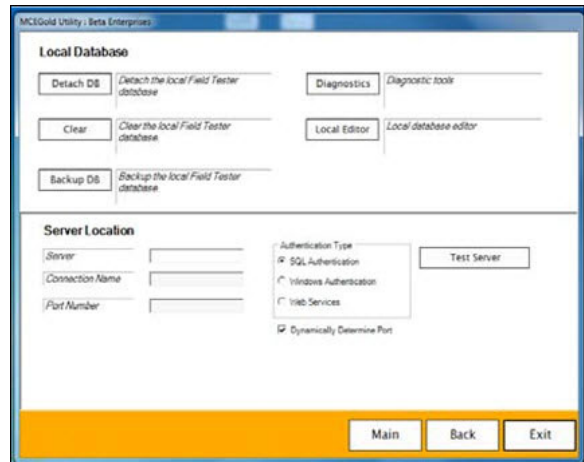 MCEGold Utility : Beta Enterprises
Local Database
Detach DB
Detach the local Field Tester
database
Diagnostics
Diagnostic tools
Clear
Clear the local Field Tester
database
Local Editor
Local database editor
Backup DB
Backup the local Field Tester
database
Server Location
Server
Connection Name
Port Number
Authentication Type
SQL Authentication
Windows Authentication
Web Services
Dynamically Determine Port
Test Server
Main
Back
Exit